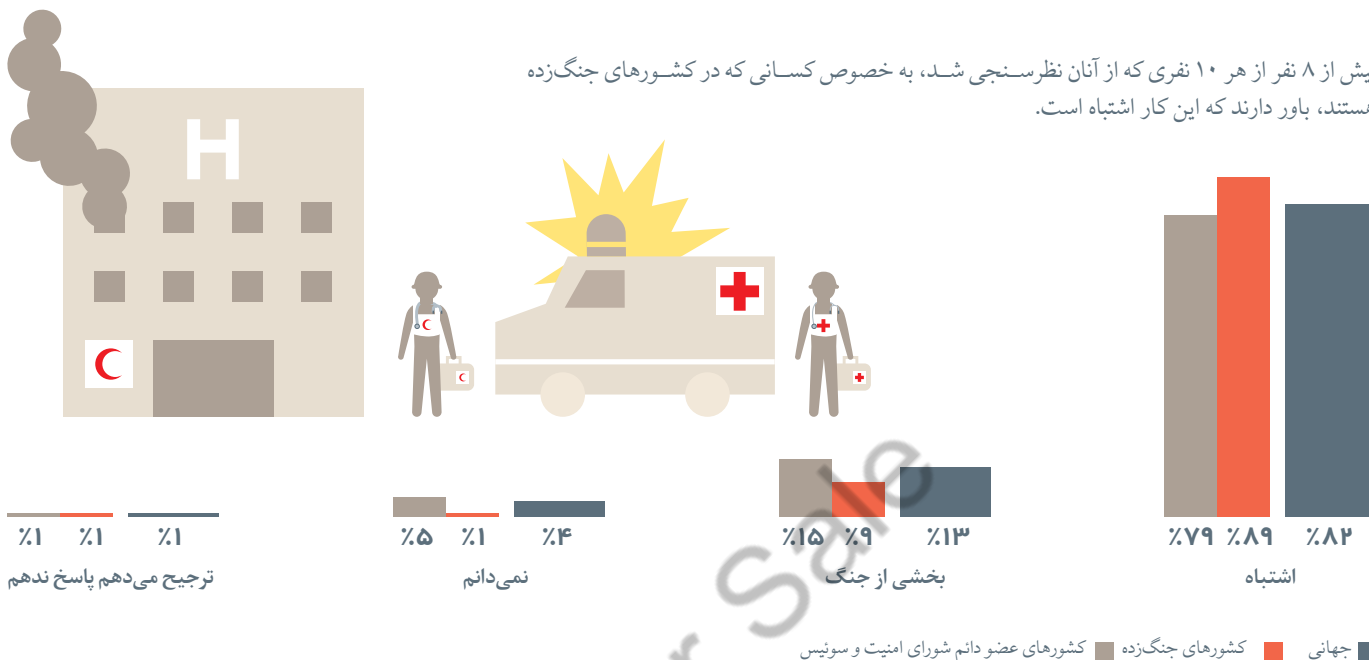 یش از ۸ نفر از هر ۱۰ نفری که از آنان نظرسنجی شد، به خصوص کسانی که در کشورهای جنگ‌زده
هستند، باور دارند که این کار اشتباه است.
H
٪۸۲ ٪۸۹ ٪۷۹
اشتباه
٪۱۳ ٪۹ ٪۱۵
بخشی از جنگ
٪۴ ٪۱ ٪۵
نمی‌دانم
٪۱ ٪۱ ٪۱
ترجیح می‌دهم پاسخ ندهم
جهانی کشورهای جنگ‌زده کشورهای عضو دائم شورای امنیت و سوئیس
Sale